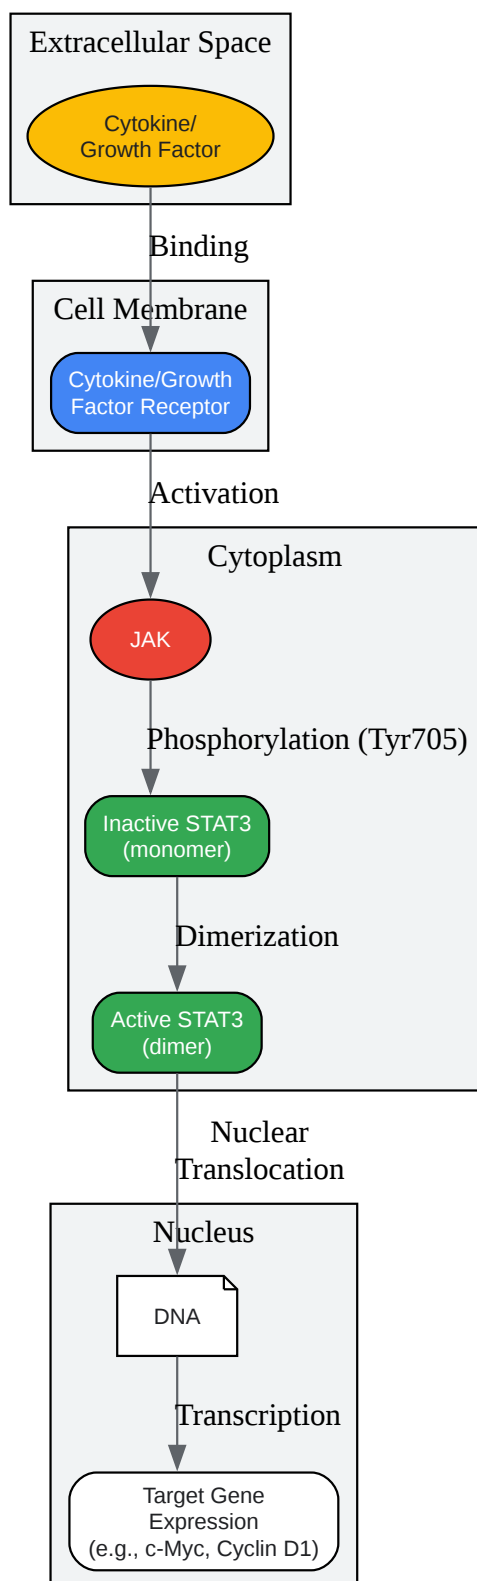 Extracellular Space
Cytokine/
Growth Factor
Binding
Cell Membrane
Cytokine/Growth
Factor Receptor
Activation
Cytoplasm
JAK
Phosphorylation (Tyr705)
Inactive STAT3
(monomer)
Dimerization
Active STAT3
(dimer)
Nuclear
Translocation
Nucleus
DNA
Transcription
Target Gene
Expression
(e.g., c-Myc, Cyclin D1)